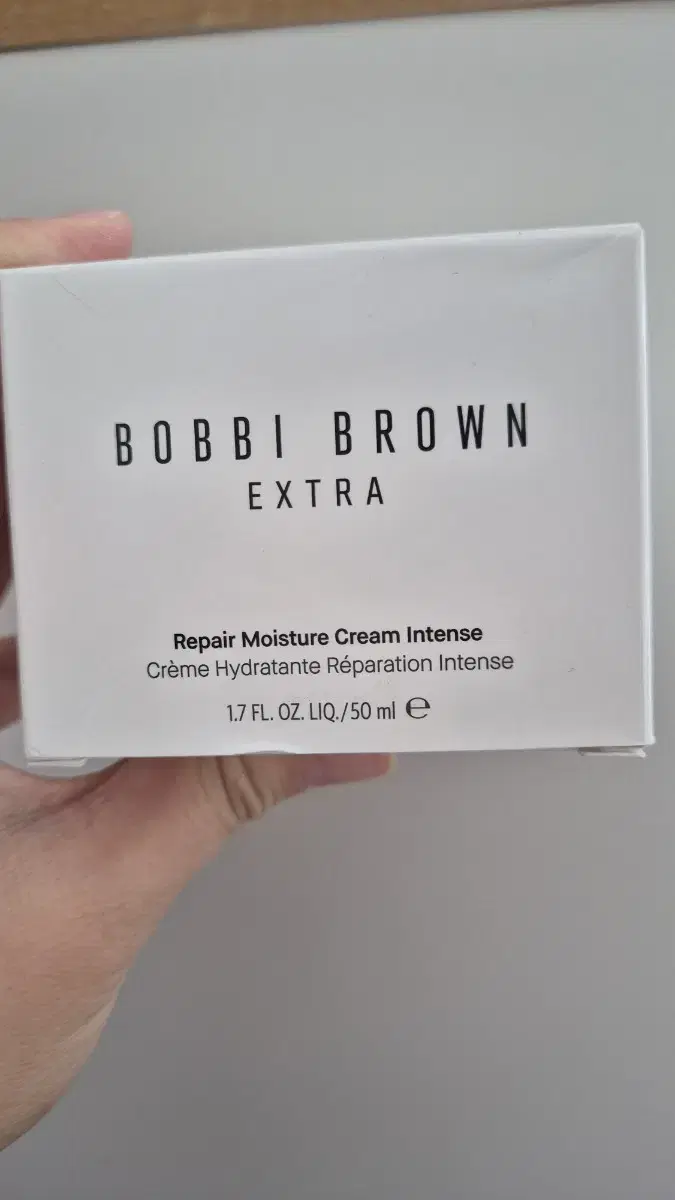 BOBBI BROWN
EXTRA
Repair Moisture Cream Intense
Crème Hydratante Réparation Intense
1.7 FL. OZ. LIQ./50 ml ℮